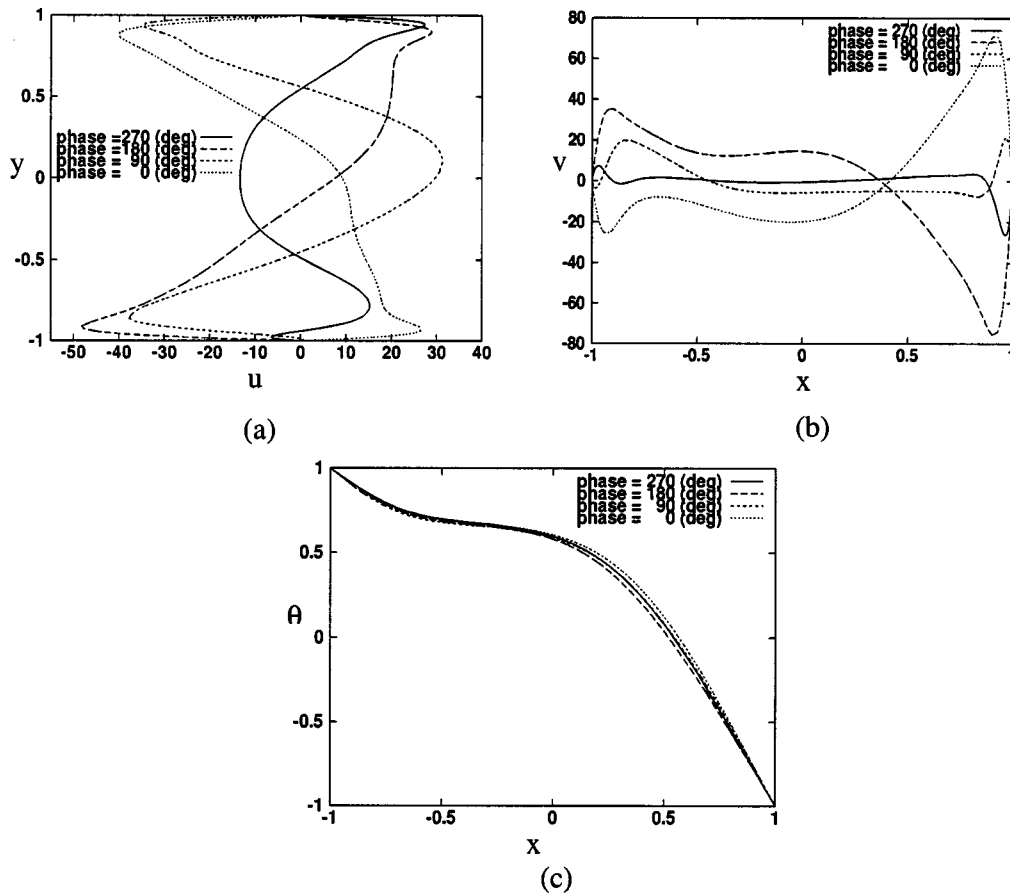 1
0.5
0
-0.5
-1
y
phase =270 (deg)
phase =180 (deg)
phase = 90 (deg)
phase = 0 (deg)
-50 -40 -30 -20 -10 0 10 20 30 40
u
(a)
80
60
40
20
0
-20
-40
-60
-80
v
phase = 270 (deg)
phase = 180 (deg)
phase = 90 (deg)
phase = 0 (deg)
-1 -0.5 0 0.5 1
x
(b)
1
0.5
0
-0.5
-1
θ
phase = 270 (deg)
phase = 180 (deg)
phase = 90 (deg)
phase = 0 (deg)
-1 -0.5 0 0.5 1
x
(c)